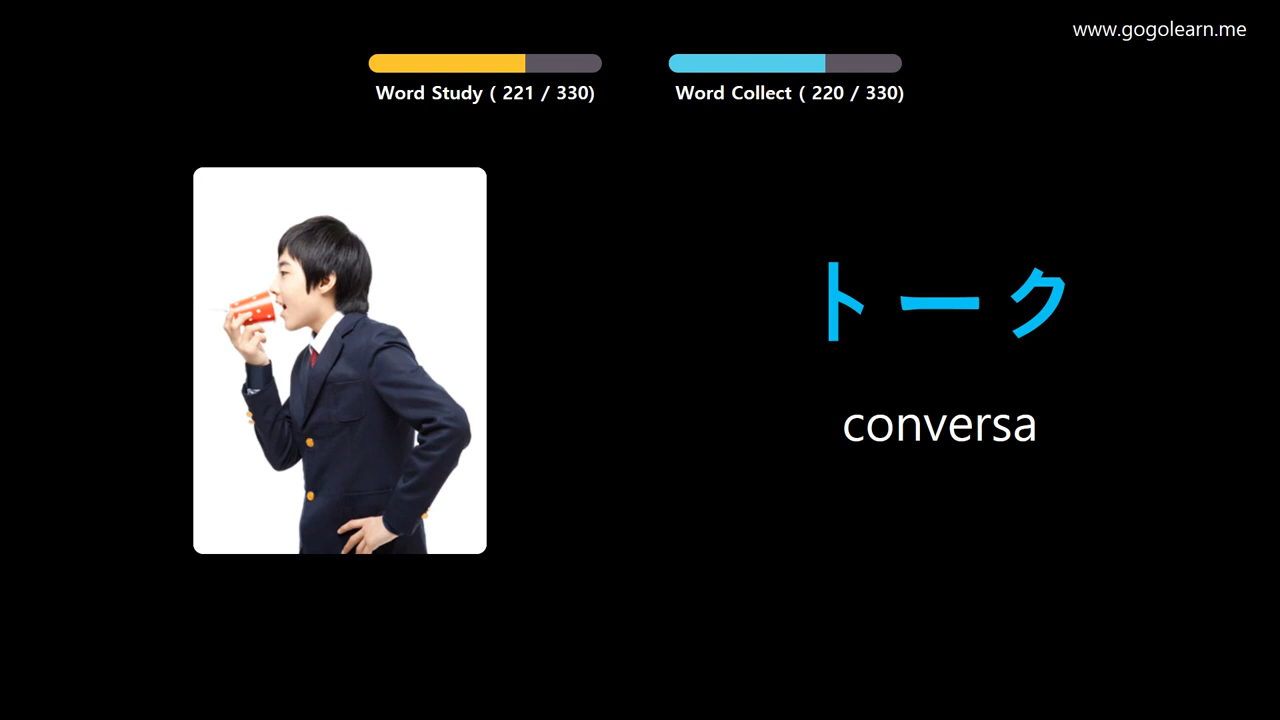 www.gogolearn.me
Word Study ( 221 / 330)
Word Collect ( 220 / 330)
トーク
conversa